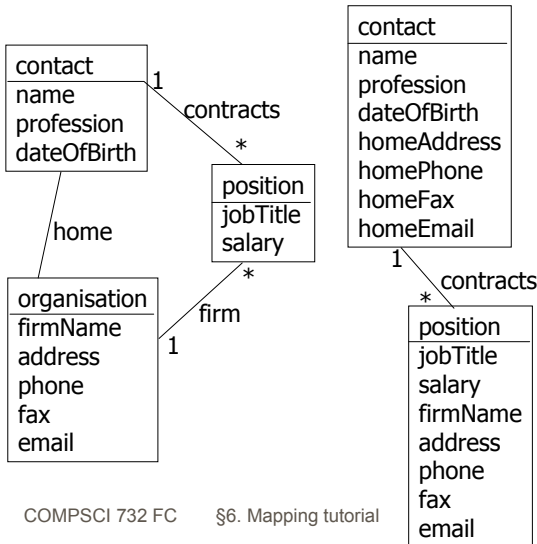 contact
name
profession
dateOfBirth
1
contracts
*
position
jobTitle
salary
*
home
firm
1
organisation
firmName
address
phone
fax
email
contact
name
profession
dateOfBirth
homeAddress
homePhone
homeFax
homeEmail
1
contracts
*
position
jobTitle
salary
firmName
address
phone
fax
email
COMPSCI 732 FC §6. Mapping tutorial